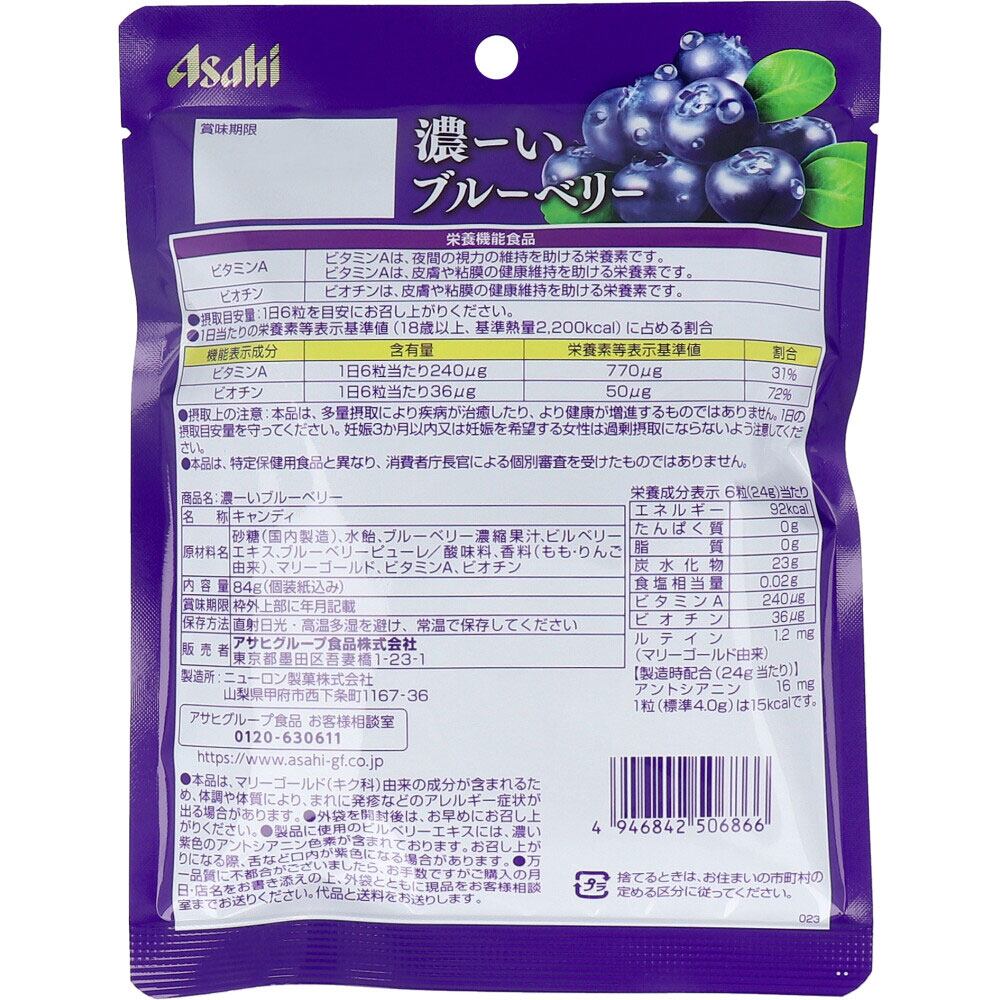 Asahi
賞味期限
濃ーい
ブルーベリー
栄養機能食品
ビタミンA ビタミンAは、夜間の視力の維持を助ける栄養素です。
ビタミンAは、皮膚や粘膜の健康維持を助ける栄養素です。
ビオチン ビオチンは、皮膚や粘膜の健康維持を助ける栄養素です。
●摂取目安量:1日6粒を目安にお召し上がりください。
●1日当たりの栄養素等表示基準値(18歳以上、基準熱量2,200kcal)に占める割合
機能表示成分 含有量 栄養素等表示基準値 割合
ビタミンA 1日6粒当たり240μg 770μg 31%
ビオチン 1日6粒当たり36μg 50μg 72%
●摂取上の注意:本品は、多量摂取により疾病が治癒したり、より健康が増進するものではありません。1日の
摂取目安量を守ってください。妊娠3か月以内又は妊娠を希望する女性は過剰摂取にならないよう注意してくだ
さい。
●本品は、特定保健用食品と異なり、消費者庁長官による個別審査を受けたものではありません。
商品名:濃ーいブルーベリー
名称 キャンディ
原材料名 砂糖(国内製造)、水飴、ブルーベリー濃縮果汁、ビルベリー
エキス、ブルーベリーピューレ/酸味料、香料(もも・りんご
由来)、マリーゴールド、ビタミンA、ビオチン
内容量 84g(個装紙込み)
賞味期限 枠外上部に年月記載
保存方法 直射日光・高温多湿を避け、常温で保存してください
販売者 アサヒグループ食品株式会社
東京都墨田区吾妻橋1-23-1
製造所:ニューロン製菓株式会社
山梨県甲府市西下条町1167-36
アサヒグループ食品 お客様相談室
0120-630611
https://www.asahi-gf.co.jp
栄養成分表示 6粒(24g)当たり
エネルギー 92kcal
たんぱく質 0g
脂質 0g
炭水化物 23g
食塩相当量 0.02g
ビタミンA 240μg
ビオチン 36μg
ルテイン 1.2mg
(マリーゴールド由来)
【製造時配合(24g当たり)】
アントシアニン 16mg
1粒(標準4.0g)は15kcalです。
●本品は、マリーゴールド(キク科)由来の成分が含まれるた
め、体調や体質により、まれに発疹などのアレルギー症状が
出る場合があります。●外袋を開封後は、お早めにお召し上
がりください。●製品に使用のビルベリーエキスには、濃い
紫色のアントシアニン色素が含まれております。お召し上が
りになる際、舌など口内が紫色になる場合があります。●万
一品質に不都合がございましたら、お手数ですがご購入の月
日・店名をお書き添えの上、外袋とともに現品をお客様相談
室までお送りください。代品と送料をお送りします。
4 946842 506866
プラ
捨てるときは、お住まいの市町村の
定める区分に従ってください。
023